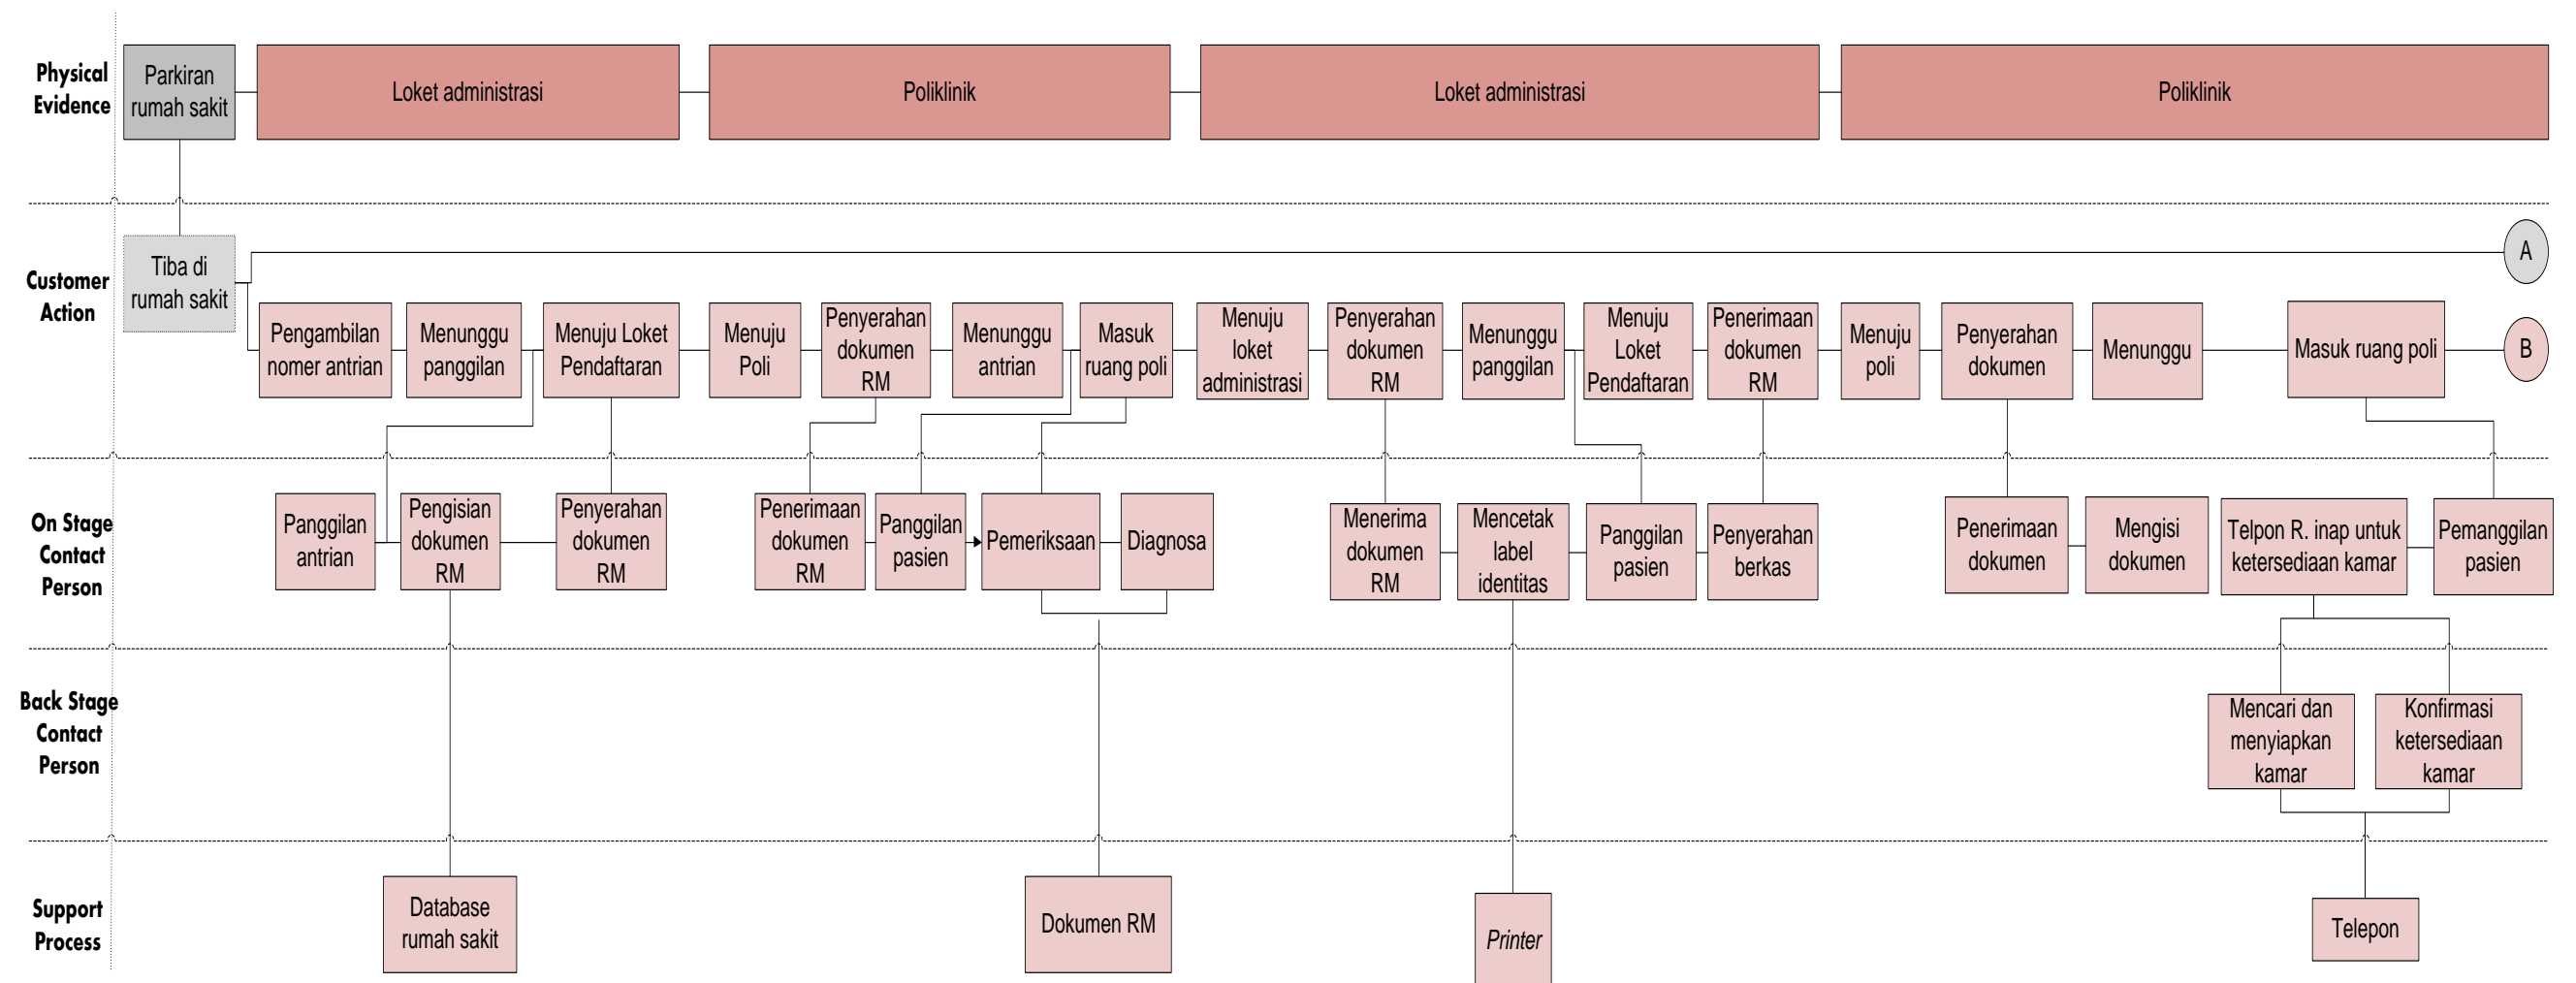 Physical
Evidence
Parkiran
rumah sakit
Loket administrasi
Poliklinik
Loket administrasi
Poliklinik
Customer
Action
Tiba di
rumah sakit
A
Pengambilan
nomer antrian
Menunggu
panggilan
Menuju Loket
Pendaftaran
Menuju
Poli
Penyerahan
dokumen
RM
Menunggu
antrian
Masuk
ruang poli
Menuju
loket
administrasi
Penyerahan
dokumen
RM
Menunggu
panggilan
Menuju
Loket
Pendaftaran
Penerimaan
dokumen
RM
Menuju
poli
Penyerahan
dokumen
Menunggu
Masuk ruang poli
B
On Stage
Contact
Person
Panggilan
antrian
Pengisian
dokumen
RM
Penyerahan
dokumen
RM
Penerimaan
dokumen
RM
Panggilan
pasien
Pemeriksaan
Diagnosa
Menerima
dokumen
RM
Mencetak
label
identitas
Panggilan
pasien
Penyerahan
berkas
Penerimaan
dokumen
Mengisi
dokumen
Telpon R. inap untuk
ketersediaan kamar
Pemanggilan
pasien
Back Stage
Contact
Person
Mencari dan
menyiapkan
kamar
Konfirmasi
ketersediaan
kamar
Support
Process
Database
rumah sakit
Dokumen RM
Printer
Telepon